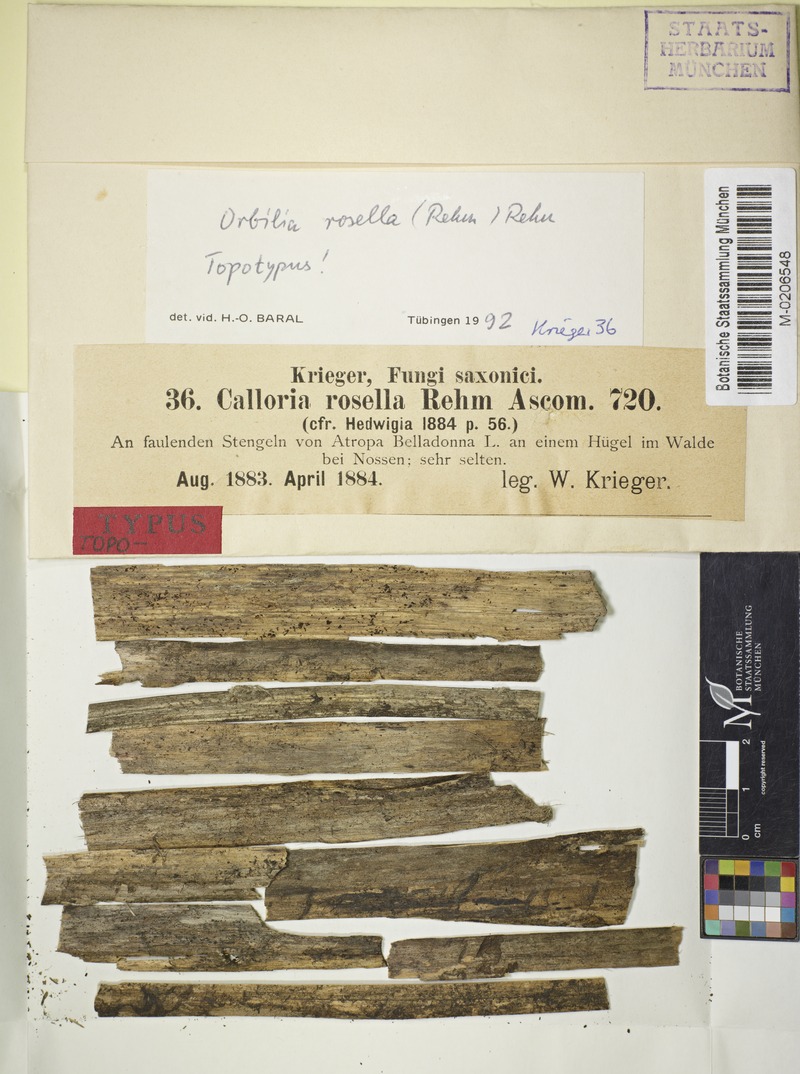 STAATS-
HERBARIUM
MÜNCHEN
Orbilia rosella (Rehm) Rehm
Topotypus!
det. vid. H.-O. BARAL
Tübingen 19 92
Krieger 36
Botanische Staatssammlung München
M-0206548
Krieger, Fungi saxonici.
36. Calloria rosella Rehm Ascom. 720.
(cfr. Hedwigia 1884 p. 56.)
An faulenden Stengeln von Atropa Belladonna L. an einem Hügel im Walde
bei Nossen; sehr selten.
Aug. 1883. April 1884. leg. W. Krieger.
TYPUS
TOPO-
M
BOTANISCHE
STAATSSAMMLUNG
MÜNCHEN
0 1 2
cm
copyright reserved